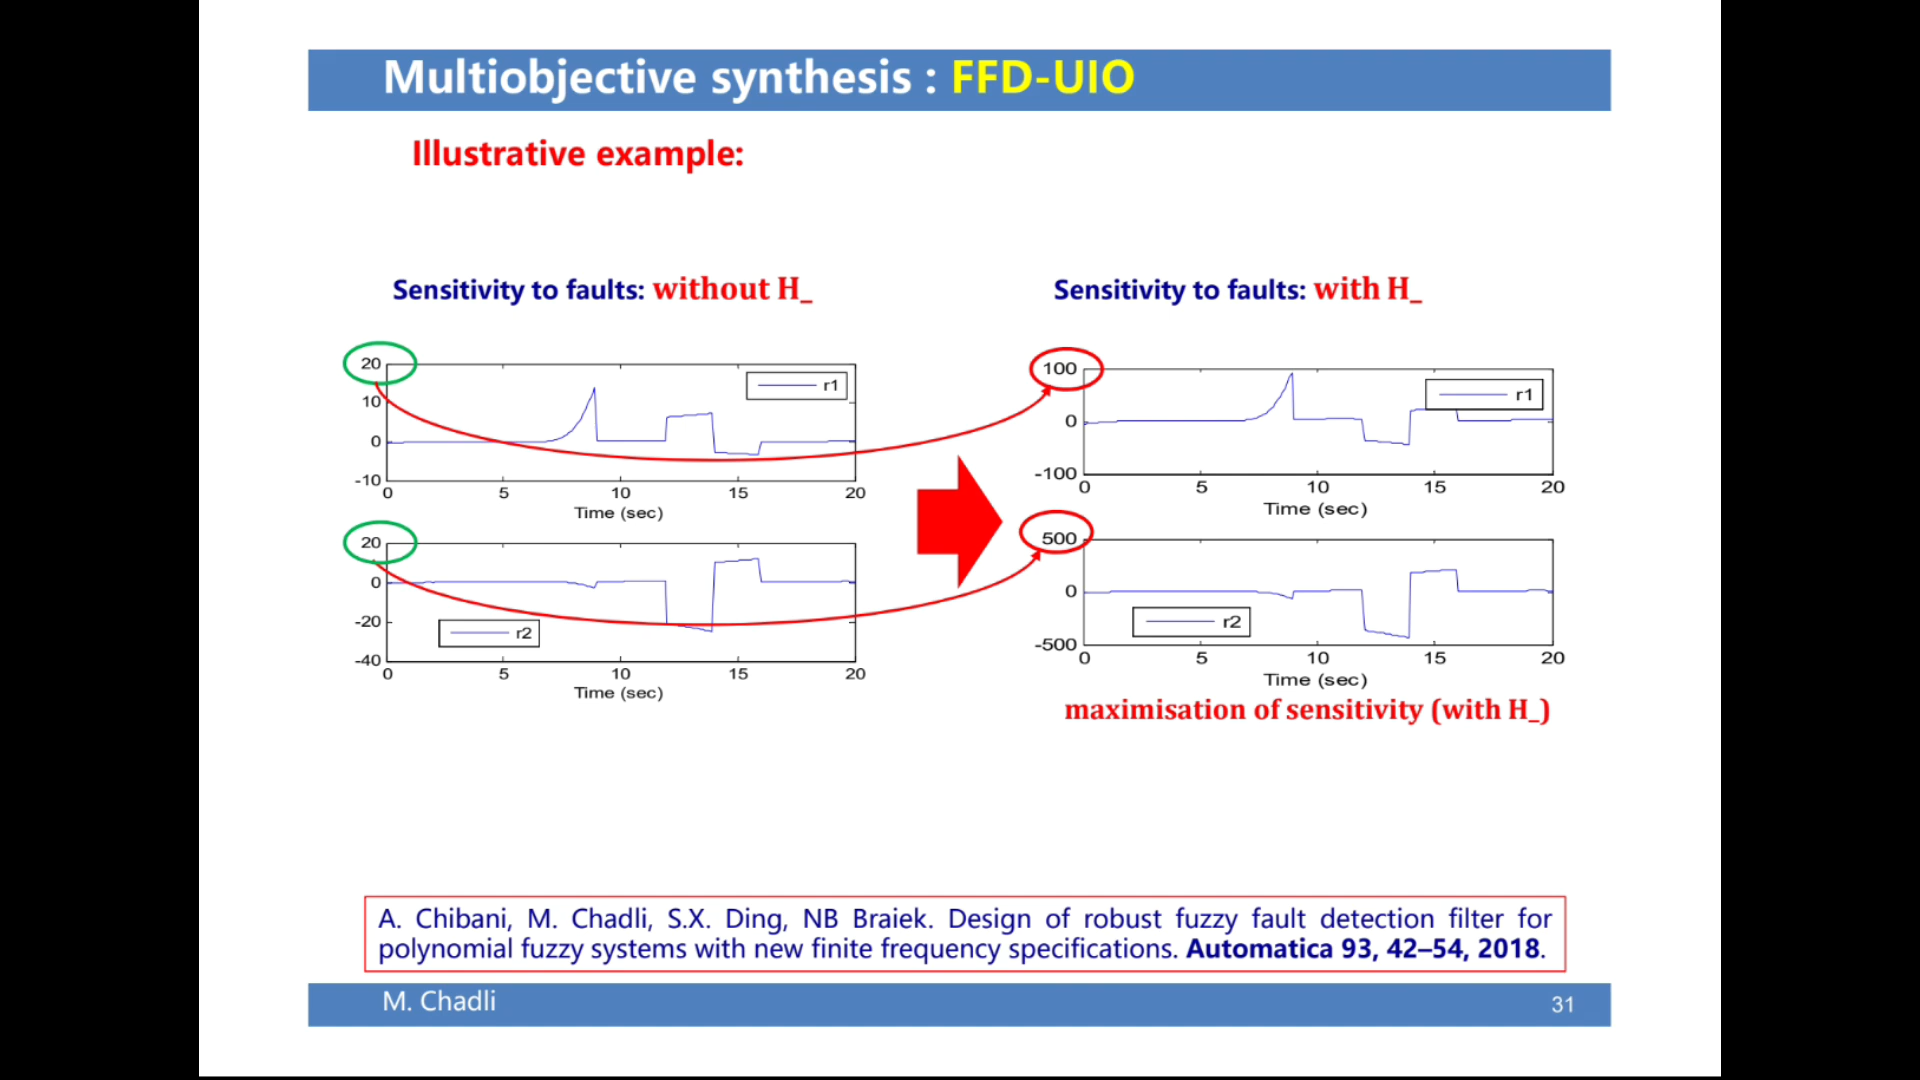 Multiobjective synthesis : FFD-UIO
Illustrative example:
Sensitivity to faults: without H_
20
10
0
-10
r1
0 5 10 15 20
Time (sec)
20
0
-20
-40
r2
0 5 10 15 20
Time (sec)
Sensitivity to faults: with H_
100
0
-100
r1
0 5 10 15 20
Time (sec)
500
0
-500
r2
0 5 10 15 20
Time (sec)
maximisation of sensitivity (with H_)
A. Chibani, M. Chadli, S.X. Ding, NB Braiek. Design of robust fuzzy fault detection filter for
polynomial fuzzy systems with new finite frequency specifications. Automatica 93, 42–54, 2018.
M. Chadli
31